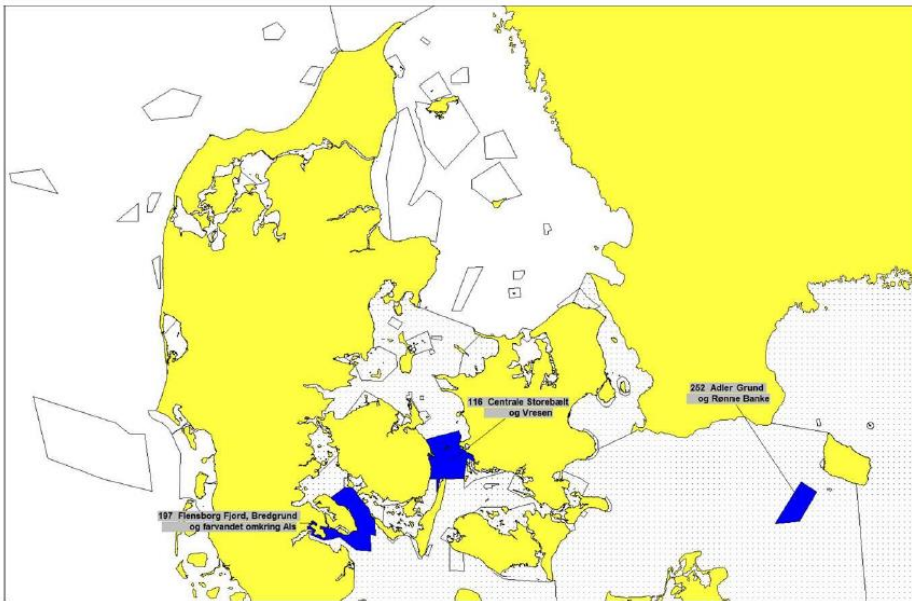 252 Adler Grund
og Rønne Banke
116 Centrale Storebælt
og Vresen
197 Flensborg Fjord, Bredgrund
og farvandet omkring Als